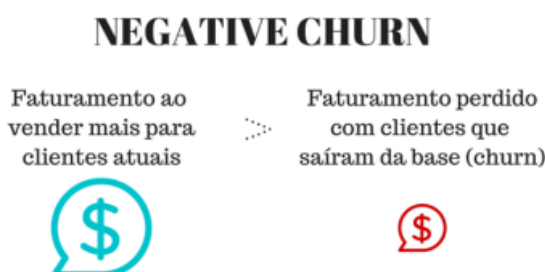 NEGATIVE CHURN
Faturamento ao
vender mais para
clientes atuais
>
Faturamento perdido
com clientes que
saíram da base (churn)
$
$